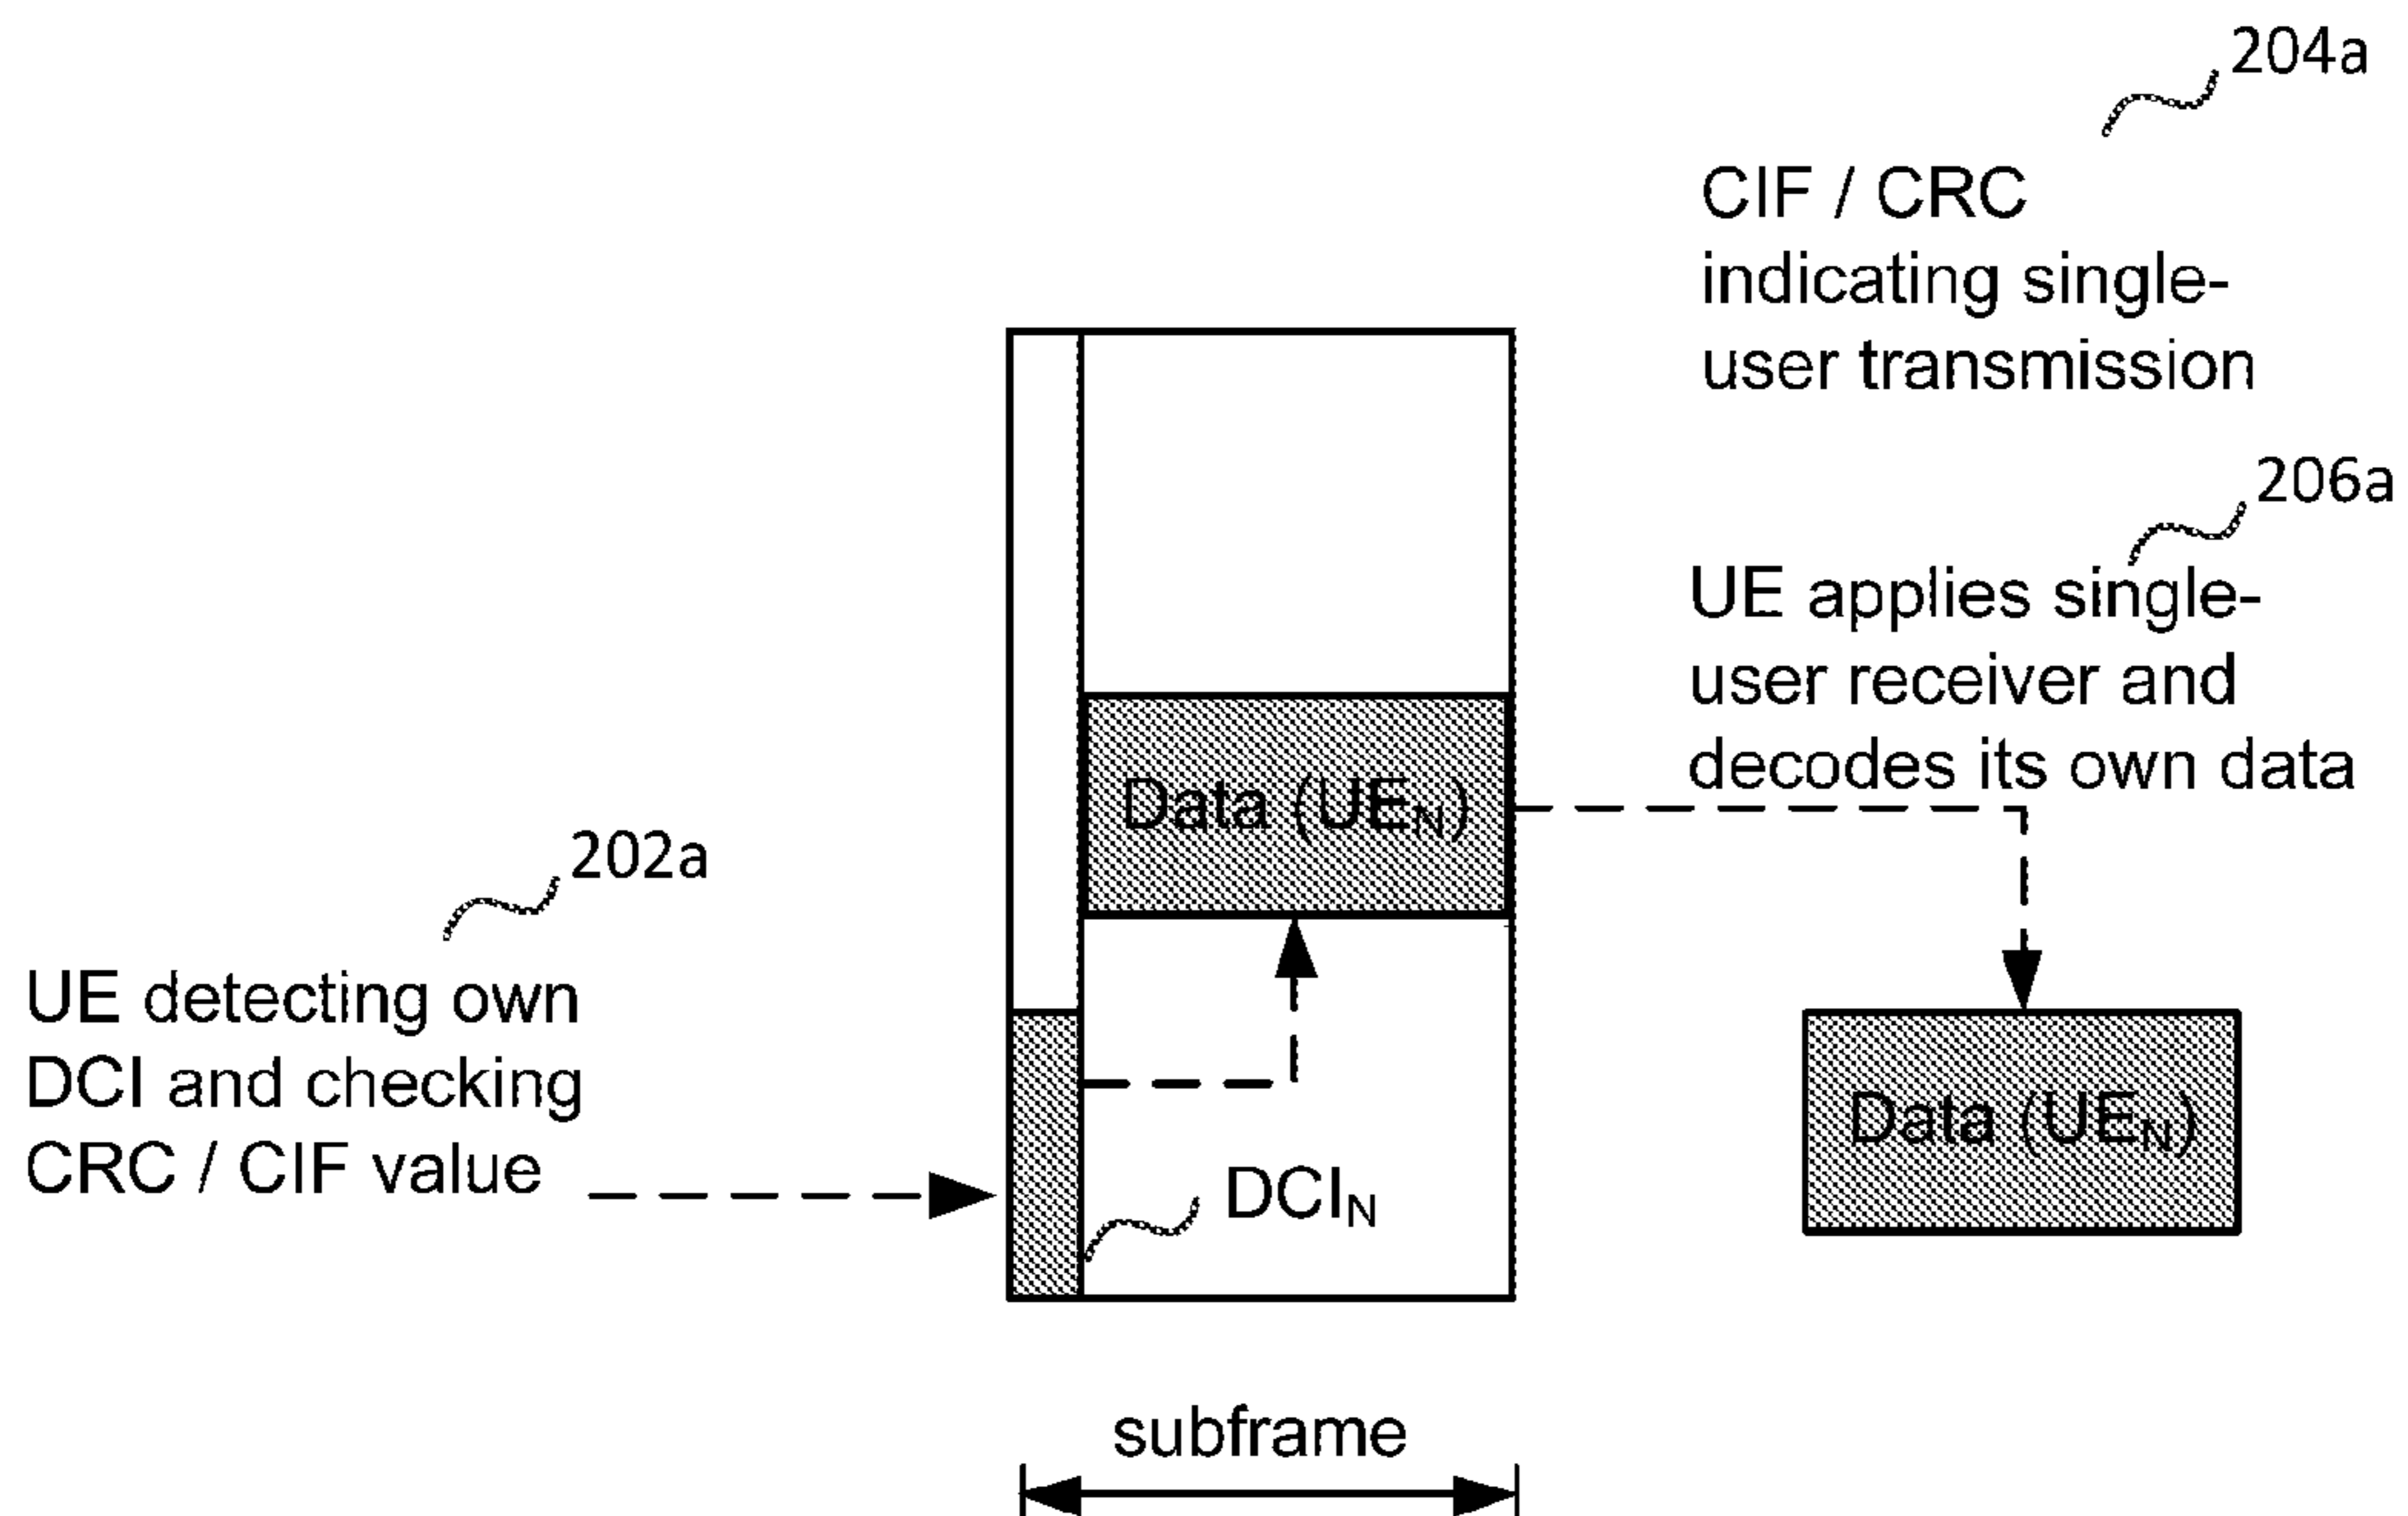 204a
CIF / CRC
indicating single-
user transmission
206a
UE applies single-
user receiver and
decodes its own data
Data (UEN)
202a
UE detecting own
DCI and checking
CRC / CIF value
DCIN
Data (UEN)
subframe